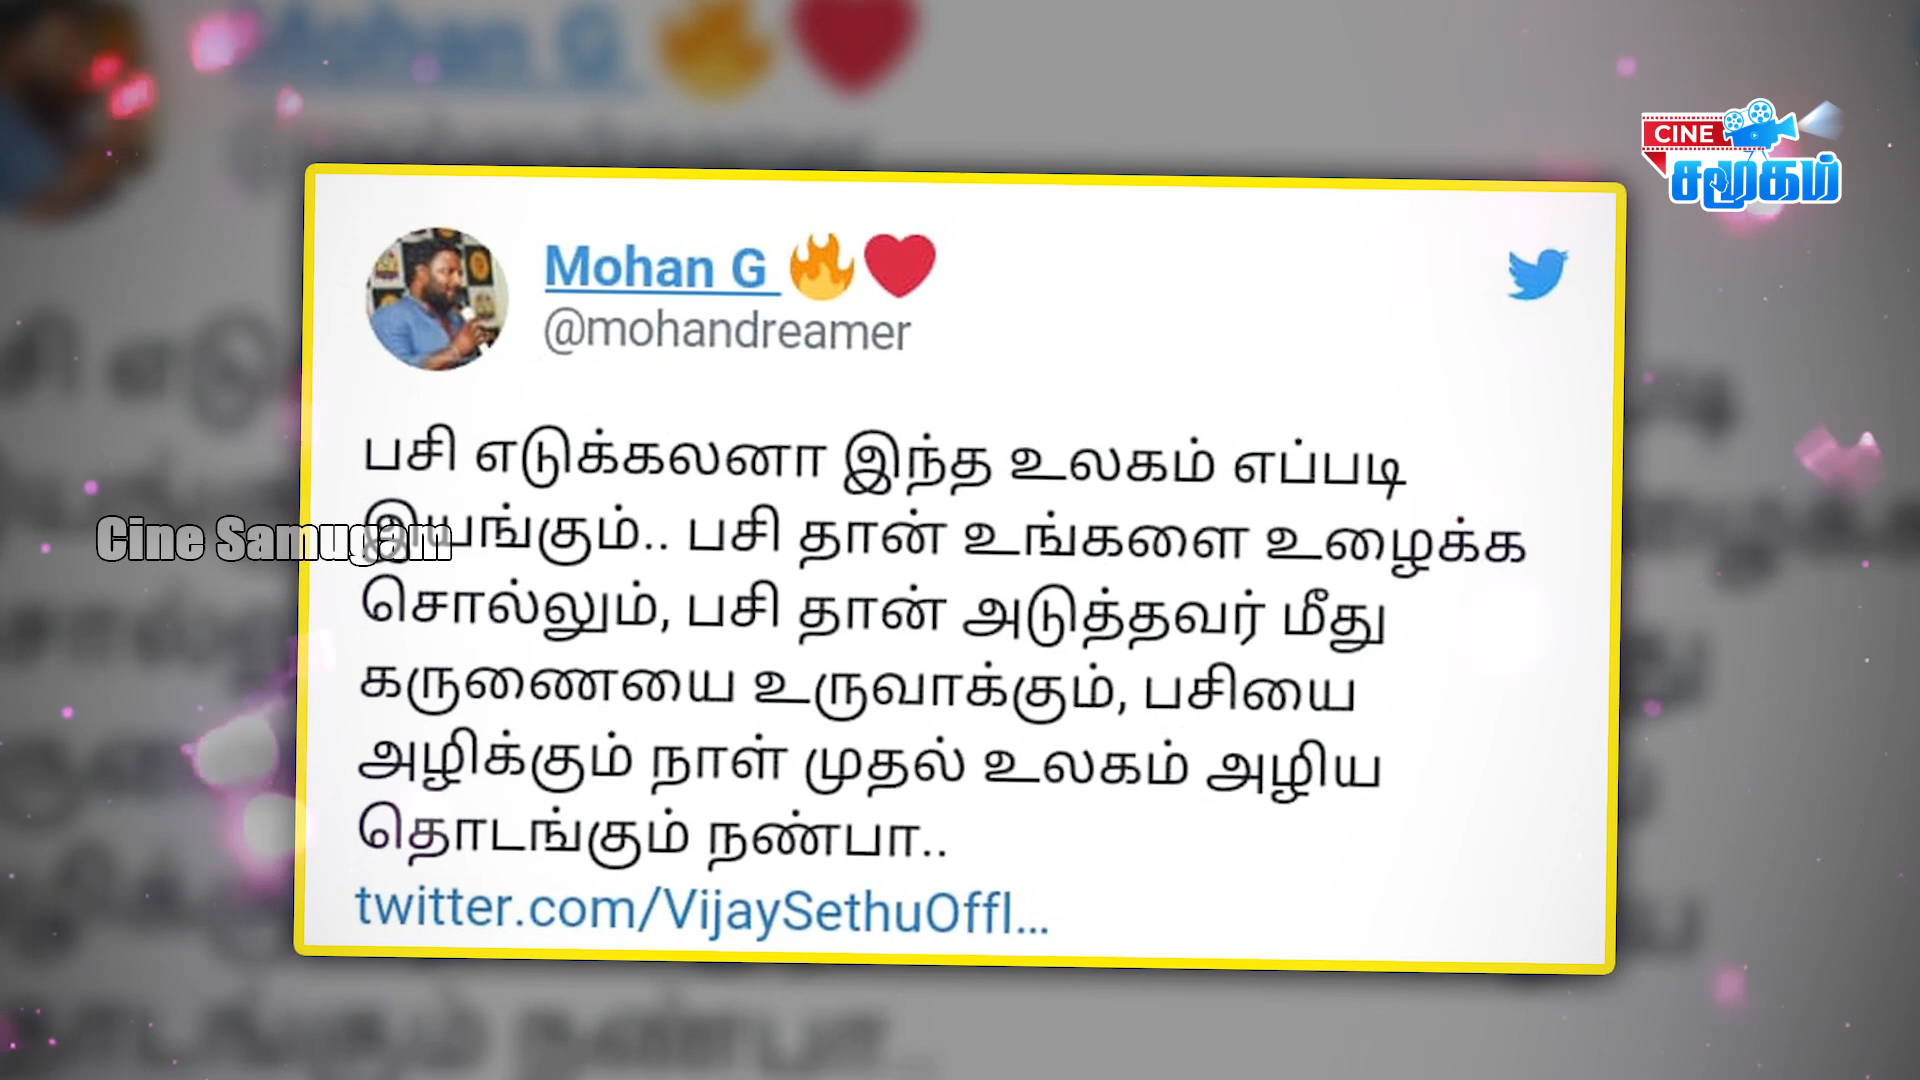 CINE
சமூகம்
Mohan G 🔥❤️
@mohandreamer
பசி எடுக்கலனா இந்த உலகம் எப்படி
இயங்கும்.. பசி தான் உங்களை உழைக்க
சொல்லும், பசி தான் அடுத்தவர் மீது
கருணையை உருவாக்கும், பசியை
அழிக்கும் நாள் முதல் உலகம் அழிய
தொடங்கும் நண்பா..
twitter.com/VijaySethuOffl...
Cine Samugam